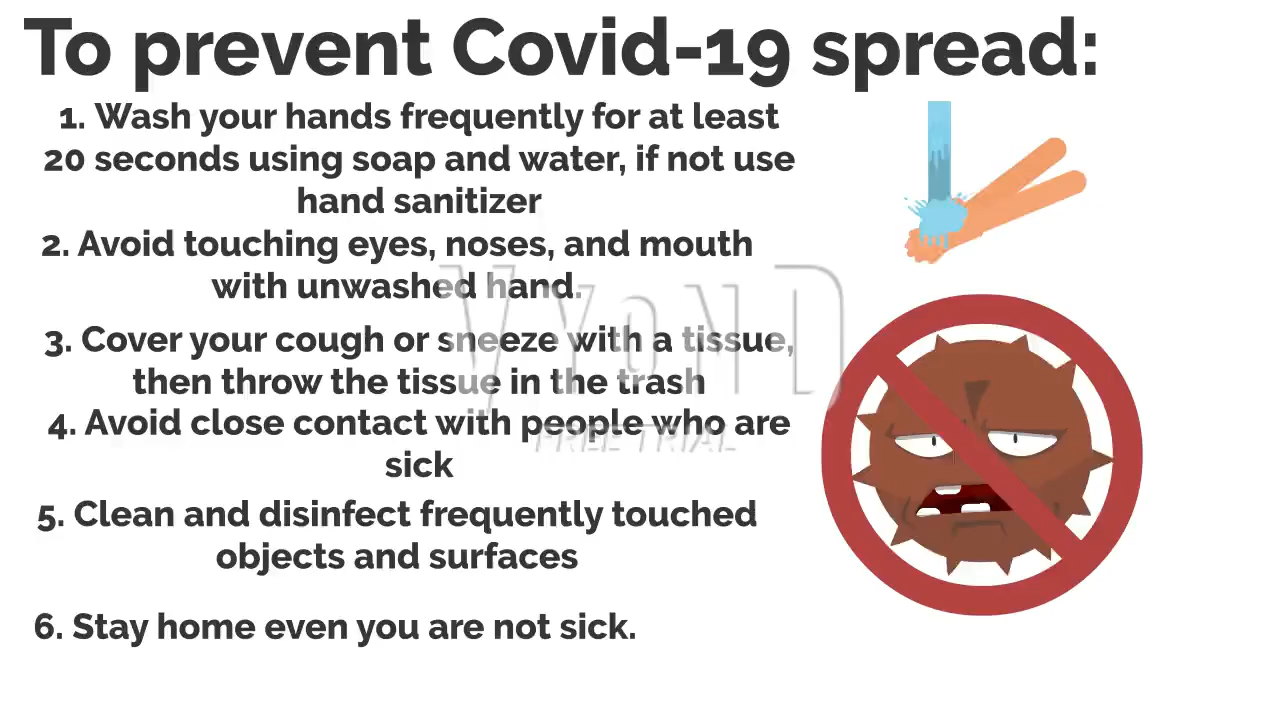 To prevent Covid-19 spread:
1. Wash your hands frequently for at least
20 seconds using soap and water, if not use
hand sanitizer
2. Avoid touching eyes, noses, and mouth
with unwashed hand.
3. Cover your cough or sneeze with a tissue,
then throw the tissue in the trash
4. Avoid close contact with people who are
sick
5. Clean and disinfect frequently touched
objects and surfaces
6. Stay home even you are not sick.
VYOND
FREE TRIAL